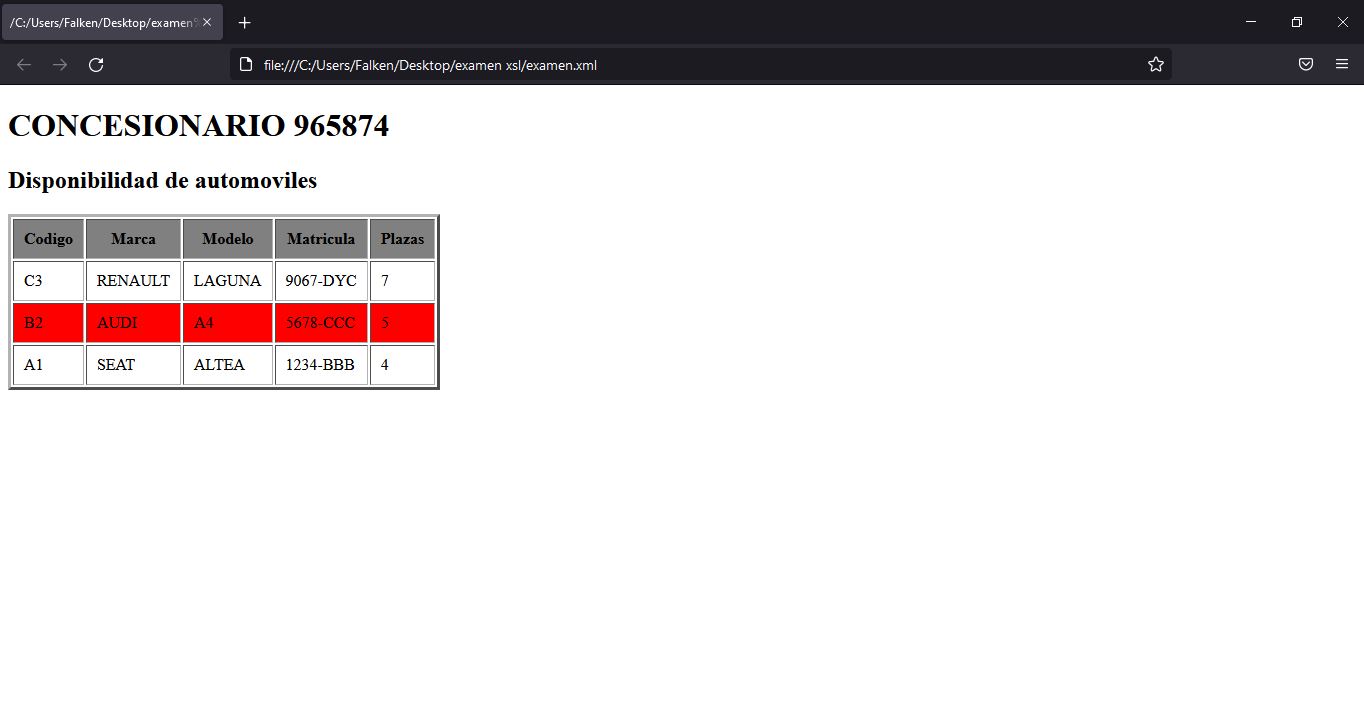 /C:/Users/Falken/Desktop/examen
file:///C:/Users/Falken/Desktop/examen xsl/examen.xml
CONCESIONARIO 965874
Disponibilidad de automoviles
Codigo Marca Modelo Matricula Plazas
C3 RENAULT LAGUNA 9067-DYC 7
B2 AUDI A4 5678-CCC 5
A1 SEAT ALTEA 1234-BBB 4